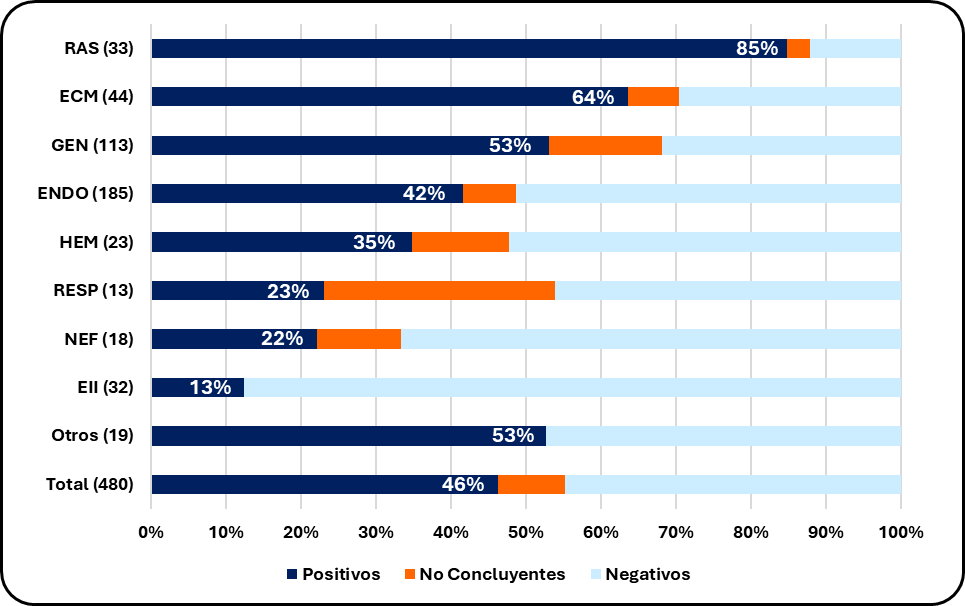 RAS (33) 85%
ECM (44) 64%
GEN (113) 53%
ENDO (185) 42%
HEM (23) 35%
RESP (13) 23%
NEF (18) 22%
EII (32) 13%
Otros (19) 53%
Total (480) 46%
0% 10% 20% 30% 40% 50% 60% 70% 80% 90% 100%
Positivos No Concluyentes Negativos